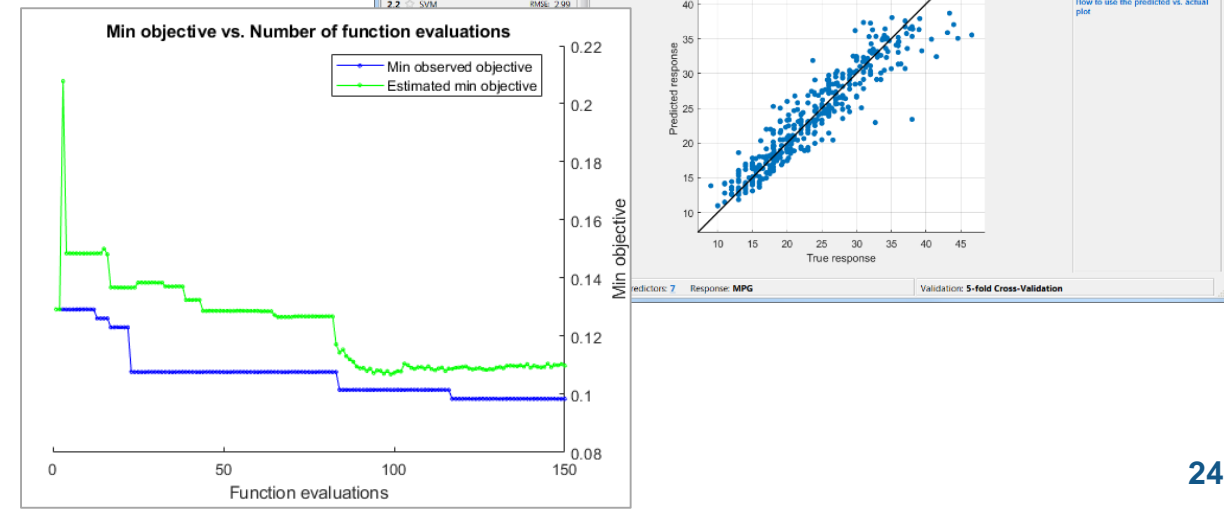 2.2 SVM RMSE: 2.99
Min objective vs. Number of function evaluations
Min observed objective
Estimated min objective
0.22
0.2
0.18
0.16
0.14
0.12
0.1
0.08
Min objective
0 50 100 150
Function evaluations
40
35
30
25
20
15
10
Predicted response
10 15 20 25 30 35 40 45
True response
How to use the predicted vs. actual
plot
redictors: 7 Response: MPG Validation: 5-fold Cross-Validation
24